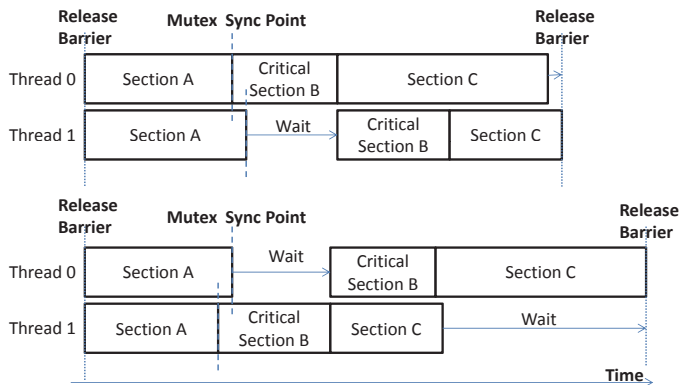 Release
Barrier
Mutex Sync Point
Release
Barrier
Thread 0
Section A
Critical
Section B
Section C
Thread 1
Section A
Wait
Critical
Section B
Section C
Release
Barrier
Mutex Sync Point
Release
Barrier
Thread 0
Section A
Wait
Critical
Section B
Section C
Thread 1
Section A
Critical
Section B
Section C
Wait
Time